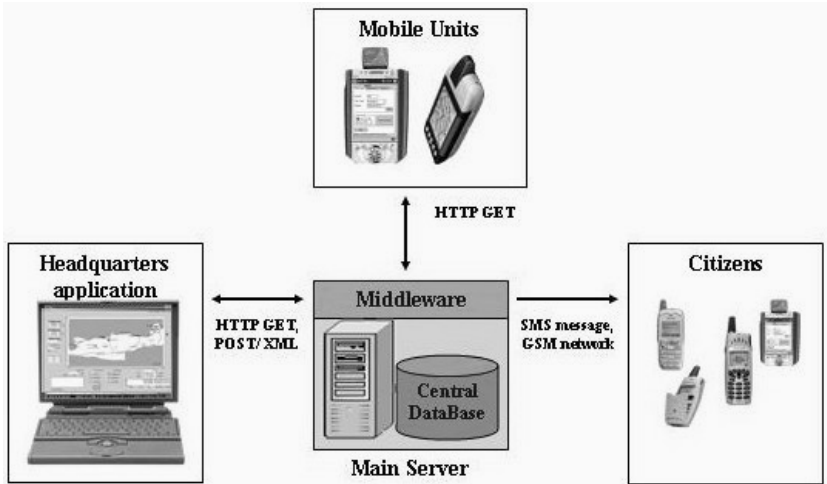 Mobile Units
HTTP GET
Headquarters
application
HTTP GET,
POST/ XML
Middleware
Central
DataBase
Main Server
SMS message,
GSM network
Citizens